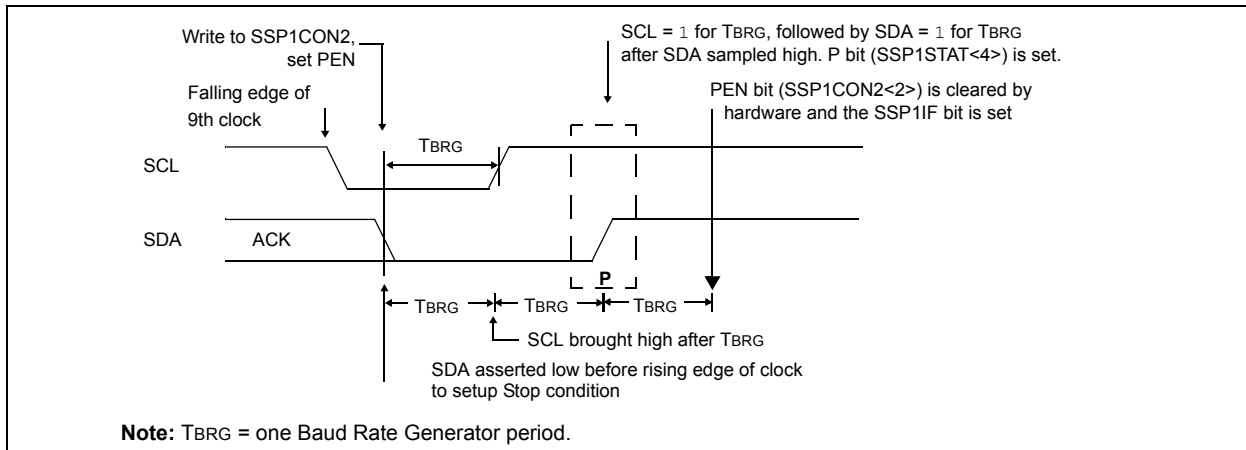 Write to SSP1CON2,
set PEN
SCL = 1 for TBRG, followed by SDA = 1 for TBRG
after SDA sampled high. P bit (SSP1STAT<4>) is set.
Falling edge of
9th clock
PEN bit (SSP1CON2<2>) is cleared by
hardware and the SSP1IF bit is set
TBRG
SCL
SDA
ACK
P
TBRG
TBRG
TBRG
SCL brought high after TBRG
SDA asserted low before rising edge of clock
to setup Stop condition
Note: TBRG = one Baud Rate Generator period.